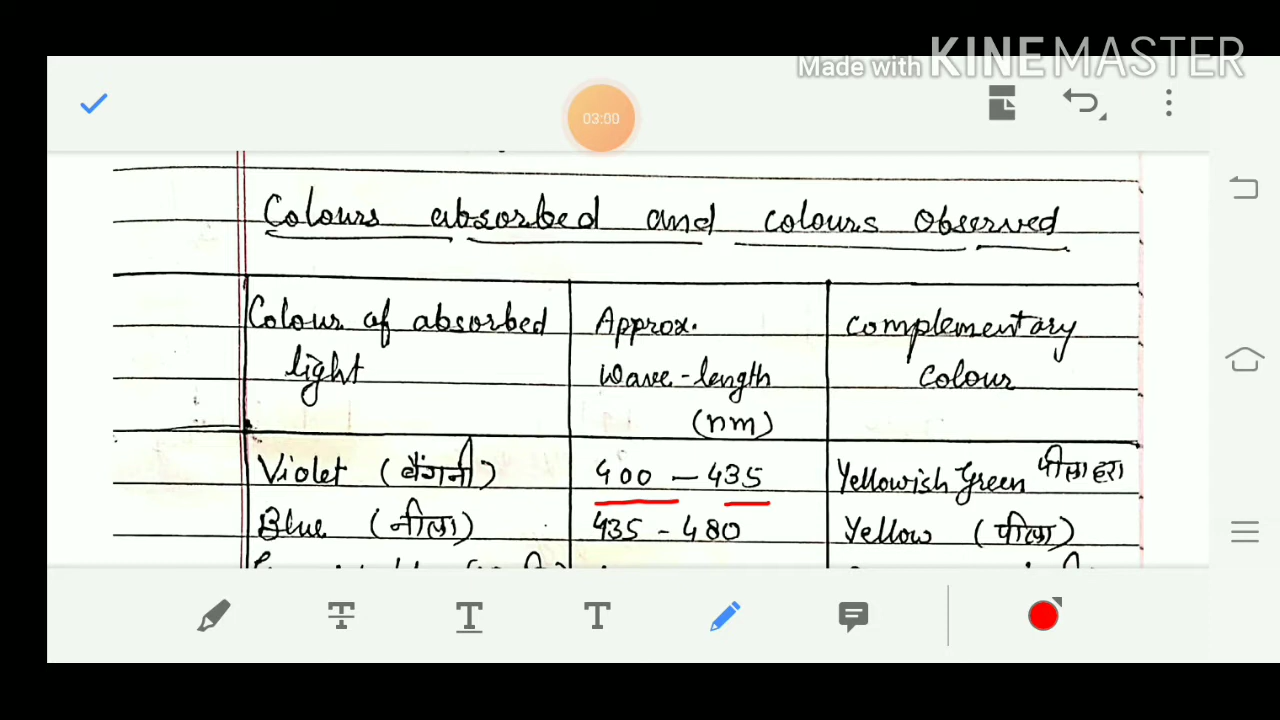 Made with KINEMASTER
03:00
Colours absorbed and colours observed
Colour of absorbed light
Approx. wave-length (nm)
Complementary colour
Violet (बैंगनी) 400 – 435 Yellowish Green पीला हरा
Blue (नीला) 435 – 480 Yellow (पीला)
T T T